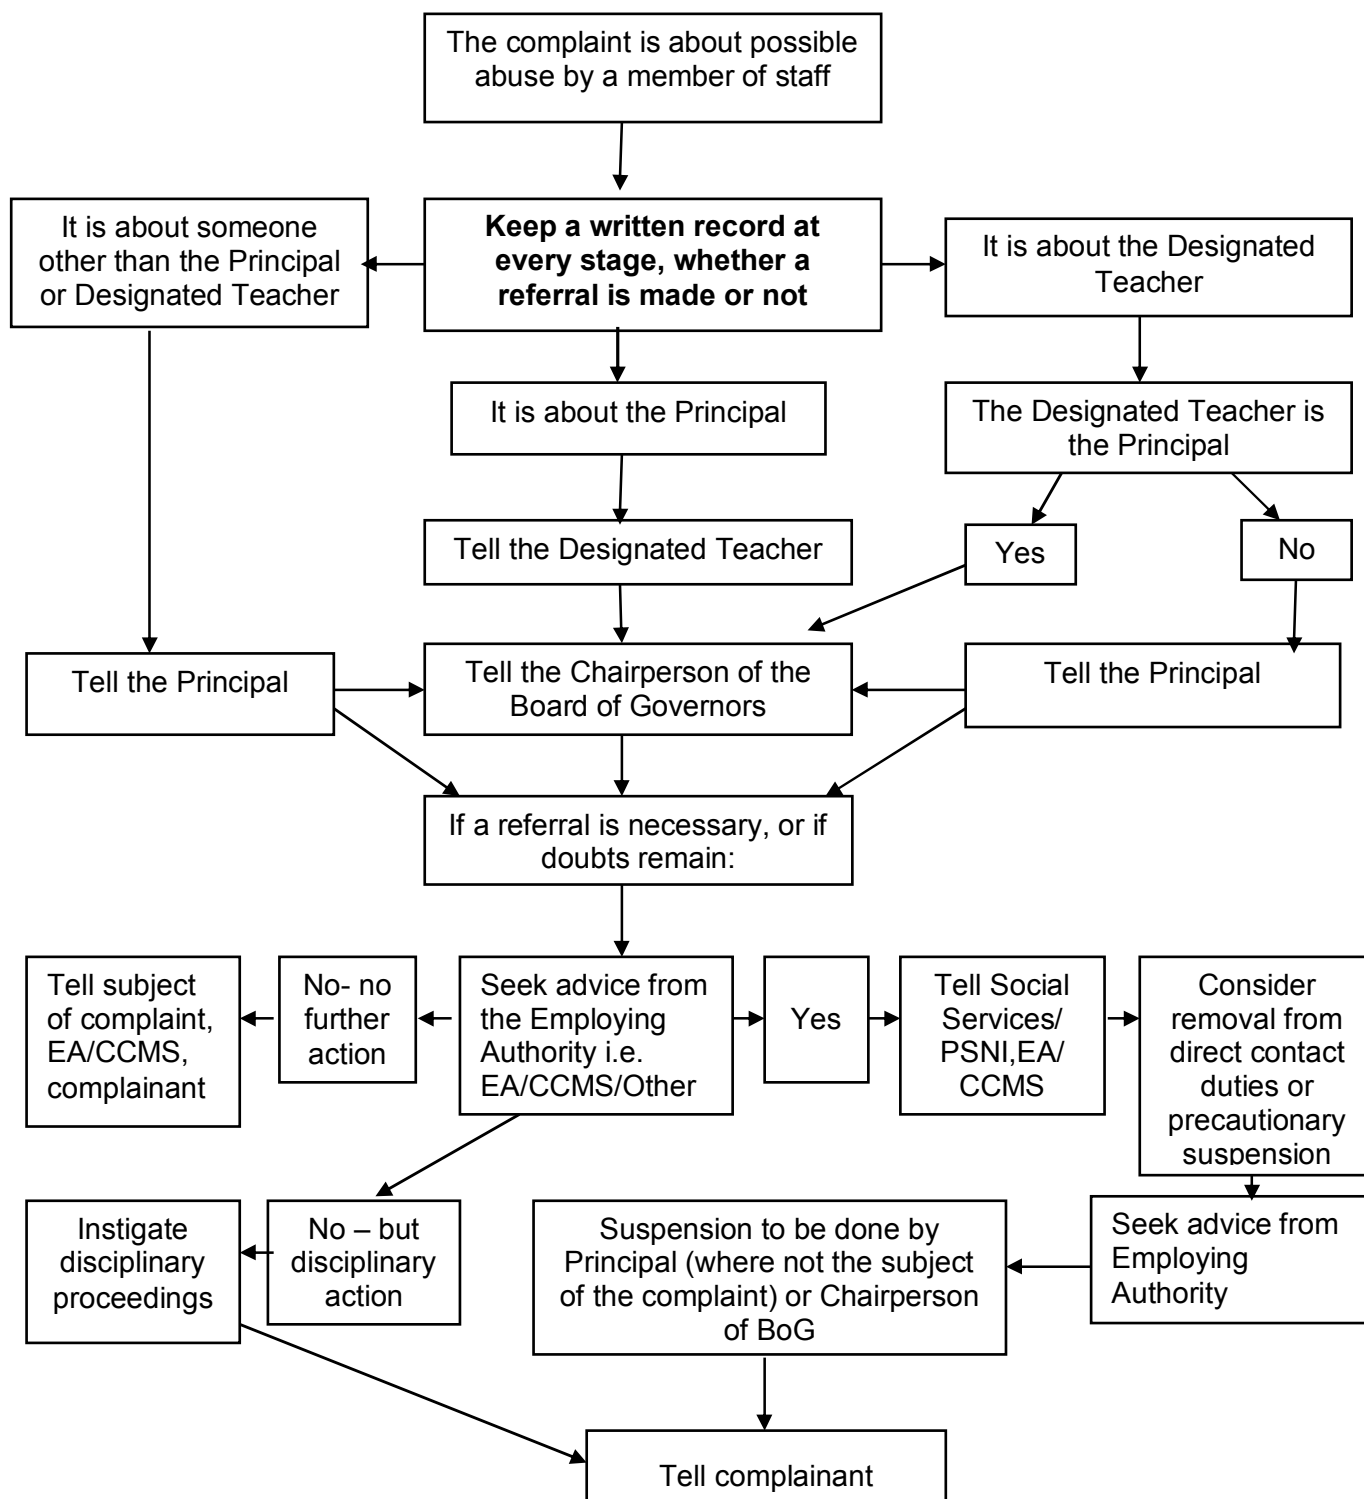 The complaint is about possible
abuse by a member of staff
It is about someone
other than the Principal
or Designated Teacher
Keep a written record at
every stage, whether a
referral is made or not
It is about the Designated
Teacher
It is about the Principal
The Designated Teacher is
the Principal
Tell the Designated Teacher
Yes
No
Tell the Principal
Tell the Chairperson of the
Board of Governors
Tell the Principal
If a referral is necessary, or if
doubts remain:
Tell subject
of complaint,
EA/CCMS,
complainant
No- no
further
action
Seek advice from
the Employing
Authority i.e.
EA/CCMS/Other
Yes
Tell Social
Services/
PSNI,EA/
CCMS
Consider
removal from
direct contact
duties or
precautionary
suspension
Instigate
disciplinary
proceedings
No – but
disciplinary
action
Suspension to be done by
Principal (where not the subject
of the complaint) or Chairperson
of BoG
Seek advice from
Employing
Authority
Tell complainant